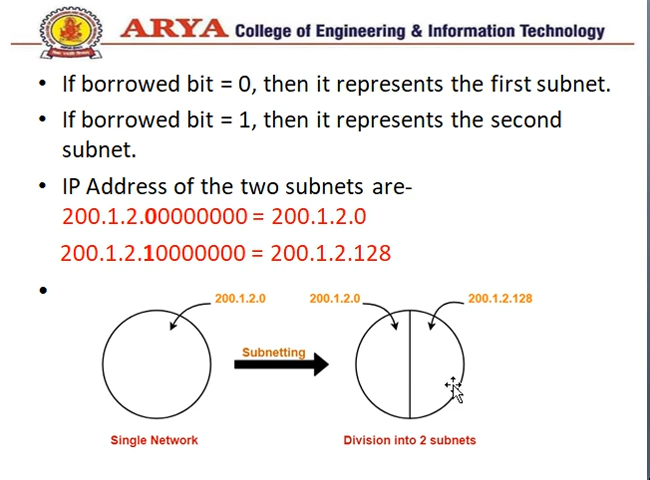 ARYA College of Engineering & Information Technology
• If borrowed bit = 0, then it represents the first subnet.
• If borrowed bit = 1, then it represents the second
subnet.
• IP Address of the two subnets are-
200.1.2.00000000 = 200.1.2.0
200.1.2.10000000 = 200.1.2.128
•
200.1.2.0
200.1.2.0
200.1.2.128
Subnetting
Single Network
Division into 2 subnets